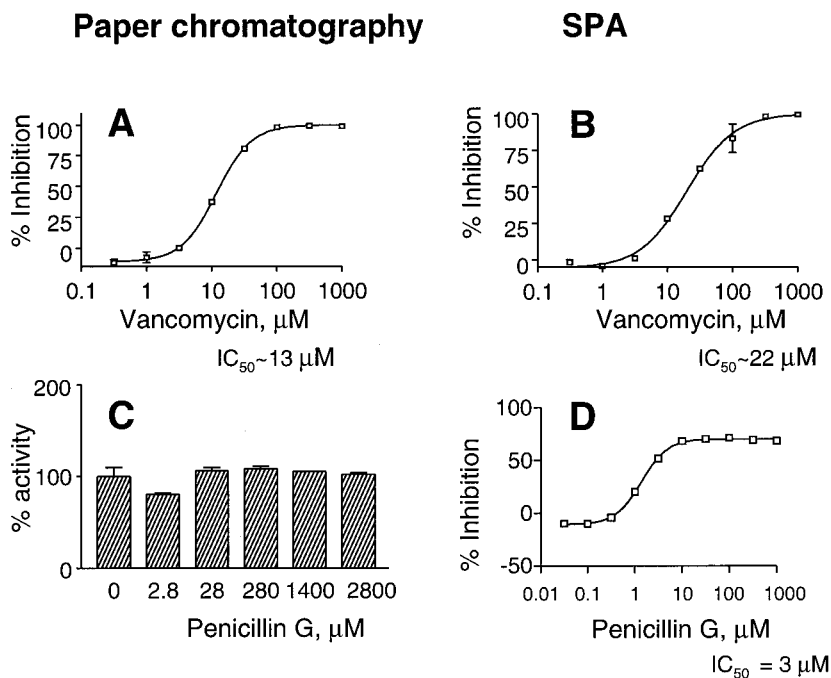 Paper chromatography SPA
A
% Inhibition
100
75
50
25
0
0.1 1 10 100 1000
Vancomycin, μM
IC50~13 μM
B
% Inhibition
100
75
50
25
0
0.1 1 10 100 1000
Vancomycin, μM
IC50~22 μM
C
% activity
200
100
0
0 2.8 28 280 1400 2800
Penicillin G, μM
D
% Inhibition
100
50
0
-50
0.01 0.1 1 10 100 1000
Penicillin G, μM
IC50 = 3 μM